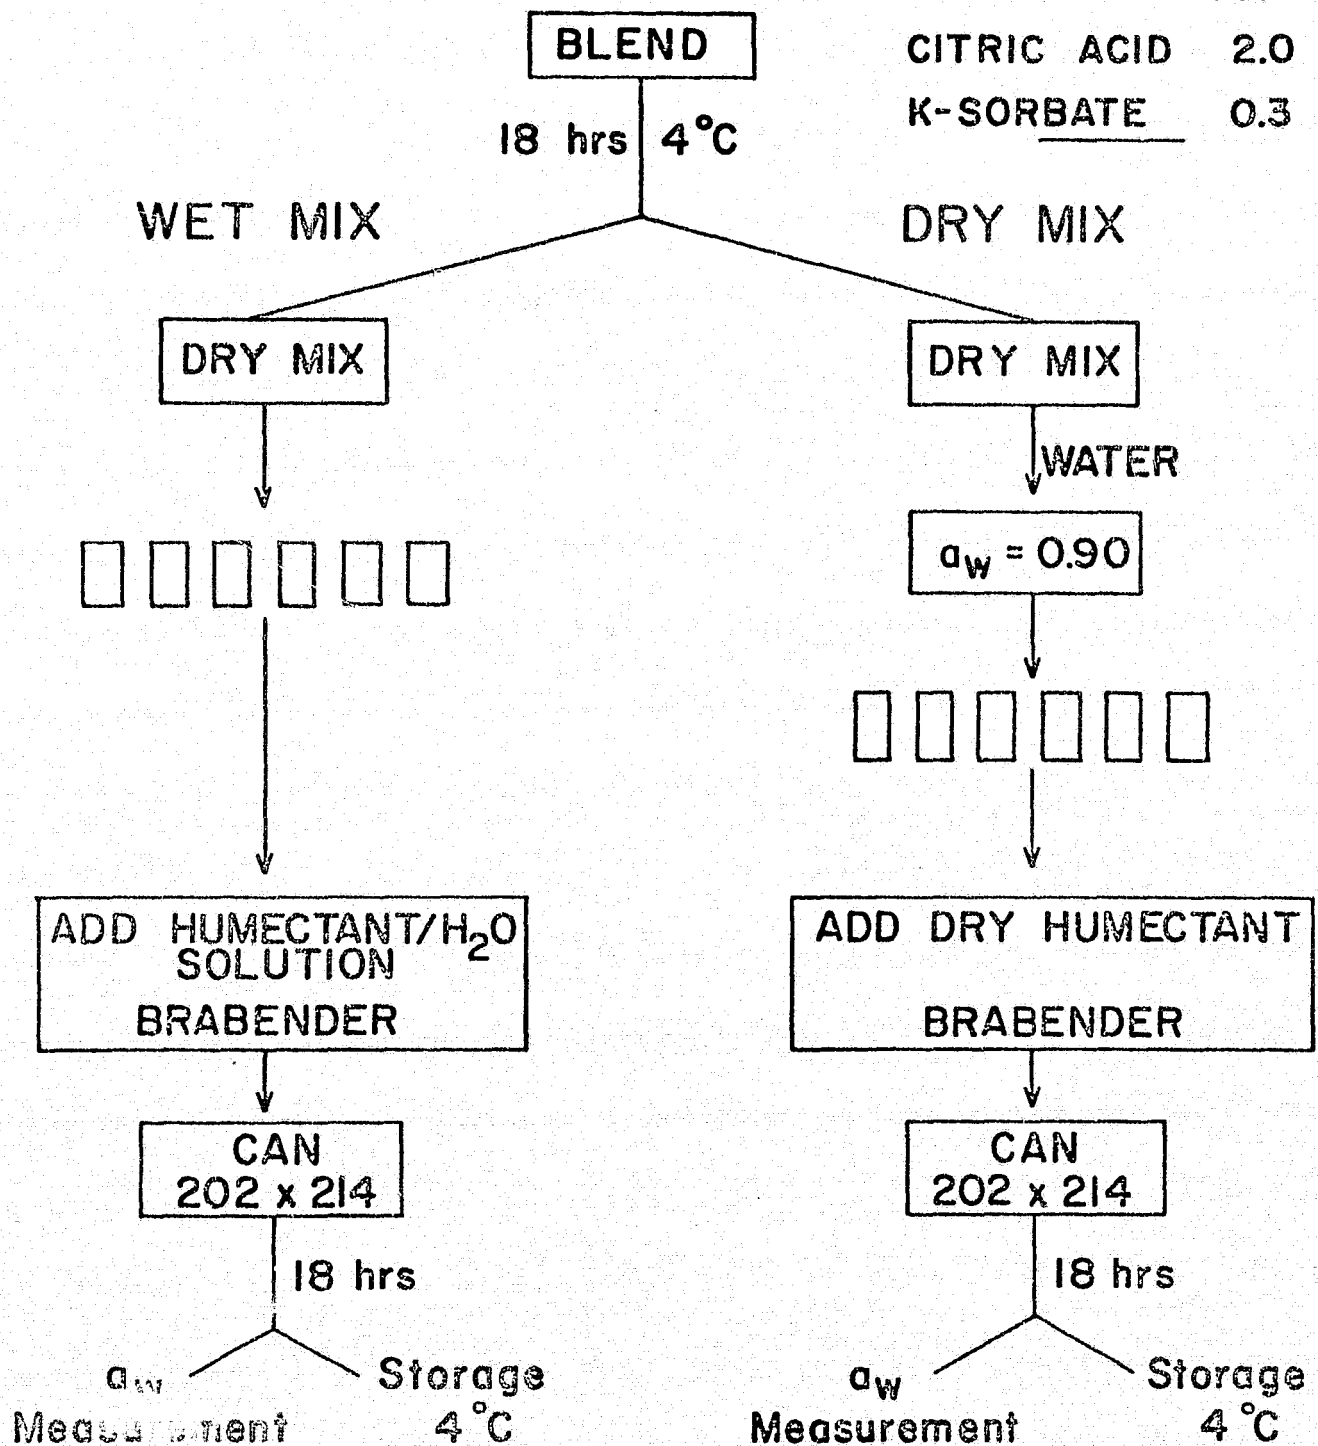 BLEND
CITRIC ACID 2.0
K-SORBATE 0.3
18 hrs 4°C
WET MIX
DRY MIX
DRY MIX
DRY MIX
WATER
aw = 0.90
ADD HUMECTANT/H2O
SOLUTION
BRABENDER
ADD DRY HUMECTANT
BRABENDER
CAN
202 x 214
CAN
202 x 214
18 hrs
18 hrs
aw
Measurement
Storage
4°C
aw
Measurement
Storage
4°C